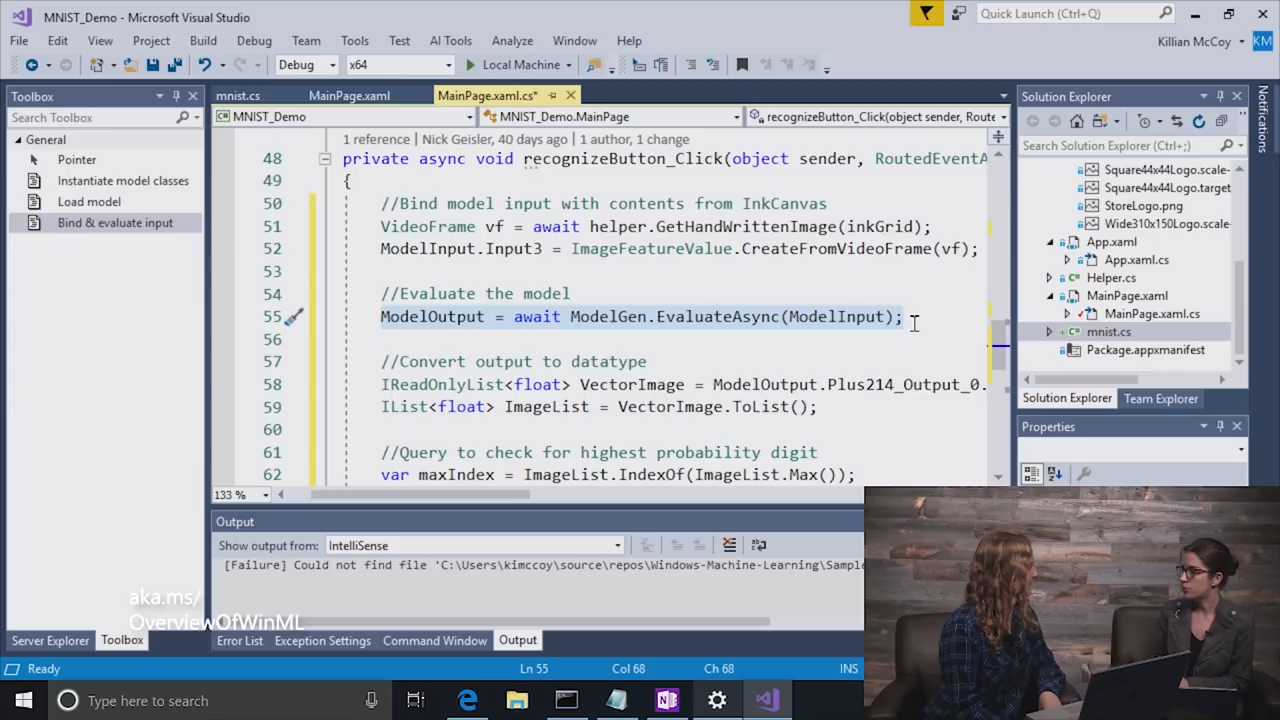 MNIST_Demo - Microsoft Visual Studio
Quick Launch (Ctrl+Q)
File Edit View Project Build Debug Team Tools Test AI Tools Analyze Window Help
Killian McCoy KM
Debug x64 Local Machine
Toolbox
Search Toolbox
General
Pointer
Instantiate model classes
Load model
Bind & evaluate input
mnist.cs MainPage.xaml MainPage.xaml.cs*
MNIST_Demo MNIST_Demo.MainPage recognizeButton_Click(object sender, Route
1 reference | Nick Geisler, 40 days ago | 1 author, 1 change
48 private async void recognizeButton_Click(object sender, RoutedEventA
49 {
50 //Bind model input with contents from InkCanvas
51 VideoFrame vf = await helper.GetHandWrittenImage(inkGrid);
52 ModelInput.Input3 = ImageFeatureValue.CreateFromVideoFrame(vf);
53
54 //Evaluate the model
55 ModelOutput = await ModelGen.EvaluateAsync(ModelInput);
56
57 //Convert output to datatype
58 IReadOnlyList<float> VectorImage = ModelOutput.Plus214_Output_0.
59 IList<float> ImageList = VectorImage.ToList();
60
61 //Query to check for highest probability digit
62 var maxIndex = ImageList.IndexOf(ImageList.Max());
133 %
Solution Explorer
Search Solution Explorer (Ctrl+;)
Square44x44Logo.scale-
Square44x44Logo.target
StoreLogo.png
Wide310x150Logo.scale-
App.xaml
App.xaml.cs
Helper.cs
MainPage.xaml
MainPage.xaml.cs
mnist.cs
Package.appxmanifest
Solution Explorer Team Explorer
Properties
Notifications
Output
Show output from: IntelliSense
[Failure] Could not find file 'C:\Users\kimccoy\source\repos\Windows-Machine-Learning\Sample
aka.ms/
OverviewOfWinML
Server Explorer Toolbox Error List Exception Settings Command Window Output
Ready Ln 55 Col 68 Ch 68 INS
Type here to search